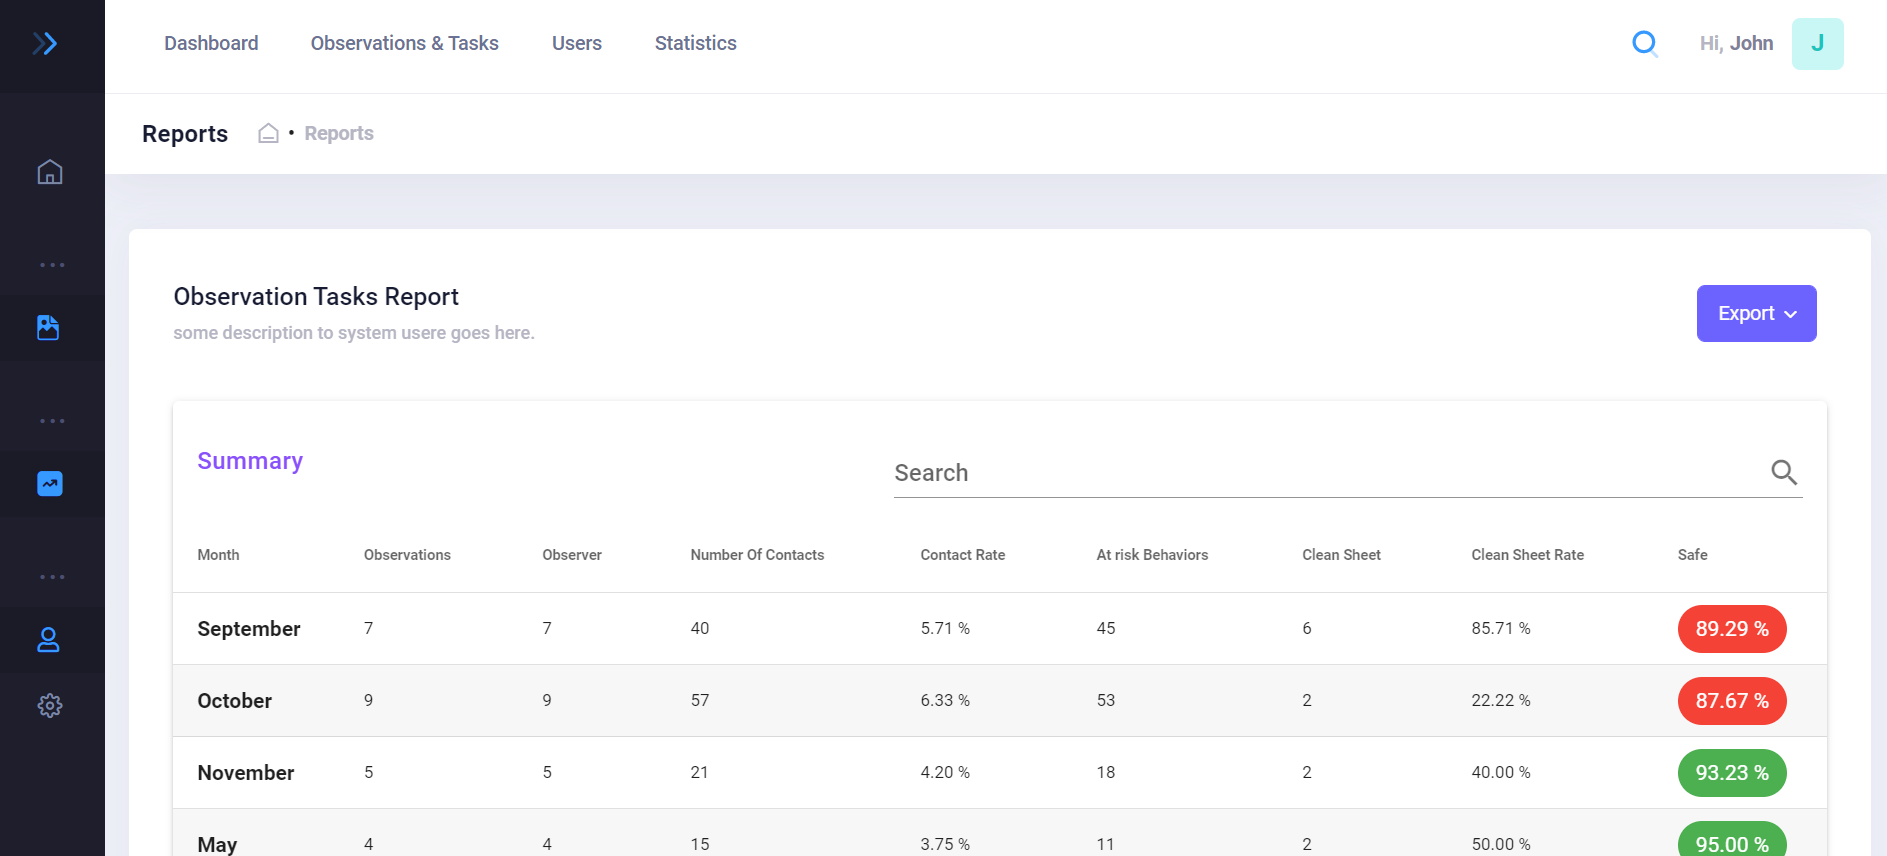 Dashboard Observations & Tasks Users Statistics Hi, John J
Reports • Reports
Observation Tasks Report
some description to system usere goes here.
Export
Summary
Search
Month Observations Observer Number Of Contacts Contact Rate At risk Behaviors Clean Sheet Clean Sheet Rate Safe
September 7 7 40 5.71 % 45 6 85.71 % 89.29 %
October 9 9 57 6.33 % 53 2 22.22 % 87.67 %
November 5 5 21 4.20 % 18 2 40.00 % 93.23 %
May 4 4 15 3.75 % 11 2 50.00 % 95.00 %